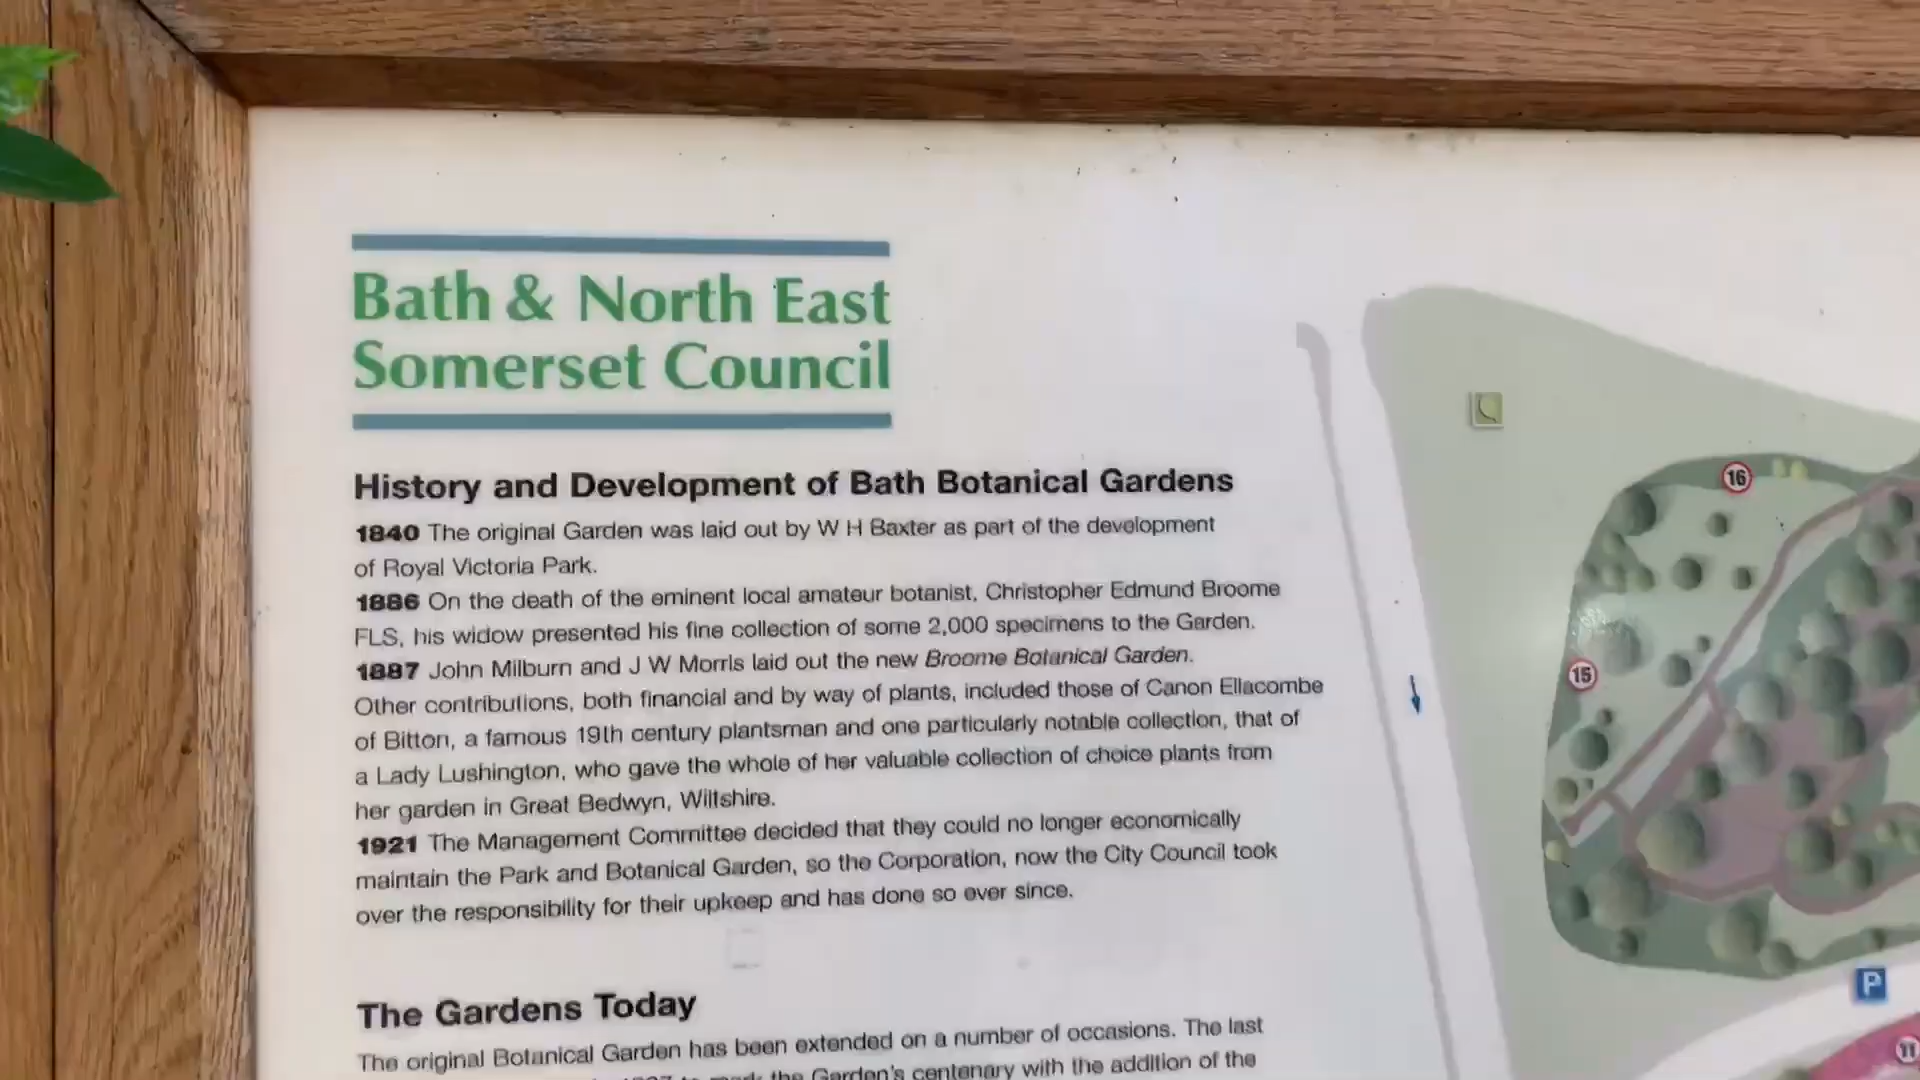 Bath & North East
Somerset Council
History and Development of Bath Botanical Gardens
1840 The original Garden was laid out by W H Baxter as part of the development
of Royal Victoria Park.
1886 On the death of the eminent local amateur botanist, Christopher Edmund Broome
FLS, his widow presented his fine collection of some 2,000 specimens to the Garden.
1887 John Milburn and J W Morris laid out the new Broome Botanical Garden.
Other contributions, both financial and by way of plants, included those of Canon Ellacombe
of Bitton, a famous 19th century plantsman and one particularly notable collection, that of
a Lady Lushington, who gave the whole of her valuable collection of choice plants from
her garden in Great Bedwyn, Wiltshire.
1921 The Management Committee decided that they could no longer economically
maintain the Park and Botanical Garden, so the Corporation, now the City Council took
over the responsibility for their upkeep and has done so ever since.
The Gardens Today
The original Botanical Garden has been extended on a number of occasions. The last
to mark the Garden's centenary with the addition of the
16
15
P
11